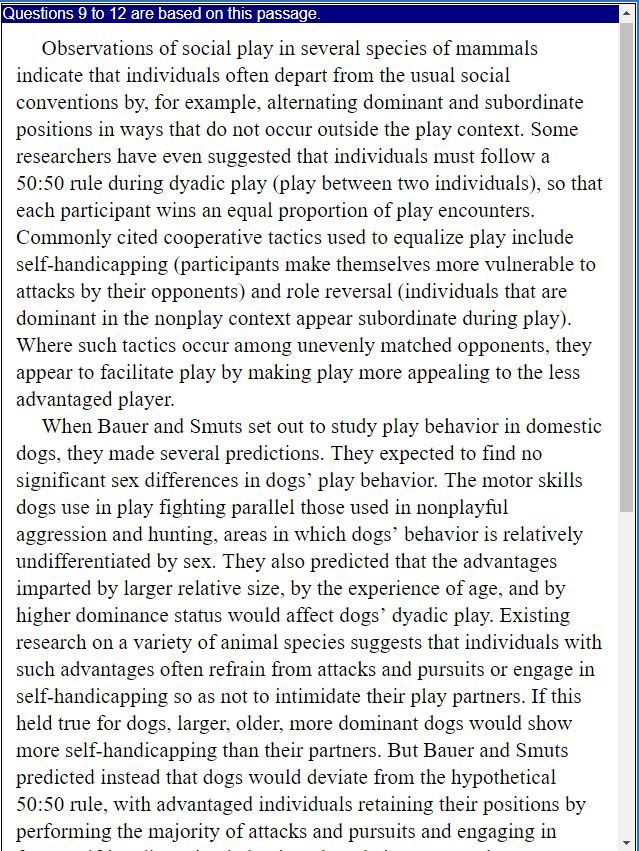 Questions 9 to 12 are based on this passage.
Observations of social play in several species of mammals
indicate that individuals often depart from the usual social
conventions by, for example, alternating dominant and subordinate
positions in ways that do not occur outside the play context. Some
researchers have even suggested that individuals must follow a
50:50 rule during dyadic play (play between two individuals), so that
each participant wins an equal proportion of play encounters.
Commonly cited cooperative tactics used to equalize play include
self-handicapping (participants make themselves more vulnerable to
attacks by their opponents) and role reversal (individuals that are
dominant in the nonplay context appear subordinate during play).
Where such tactics occur among unevenly matched opponents, they
appear to facilitate play by making play more appealing to the less
advantaged player.
When Bauer and Smuts set out to study play behavior in domestic
dogs, they made several predictions. They expected to find no
significant sex differences in dogs’ play behavior. The motor skills
dogs use in play fighting parallel those used in nonplayful
aggression and hunting, areas in which dogs’ behavior is relatively
undifferentiated by sex. They also predicted that the advantages
imparted by larger relative size, by the experience of age, and by
higher dominance status would affect dogs’ dyadic play. Existing
research on a variety of animal species suggests that individuals with
such advantages often refrain from attacks and pursuits or engage in
self-handicapping so as not to intimidate their play partners. If this
held true for dogs, larger, older, more dominant dogs would show
more self-handicapping than their partners. But Bauer and Smuts
predicted instead that dogs would deviate from the hypothetical
50:50 rule, with advantaged individuals retaining their positions by
performing the majority of attacks and pursuits and engaging in